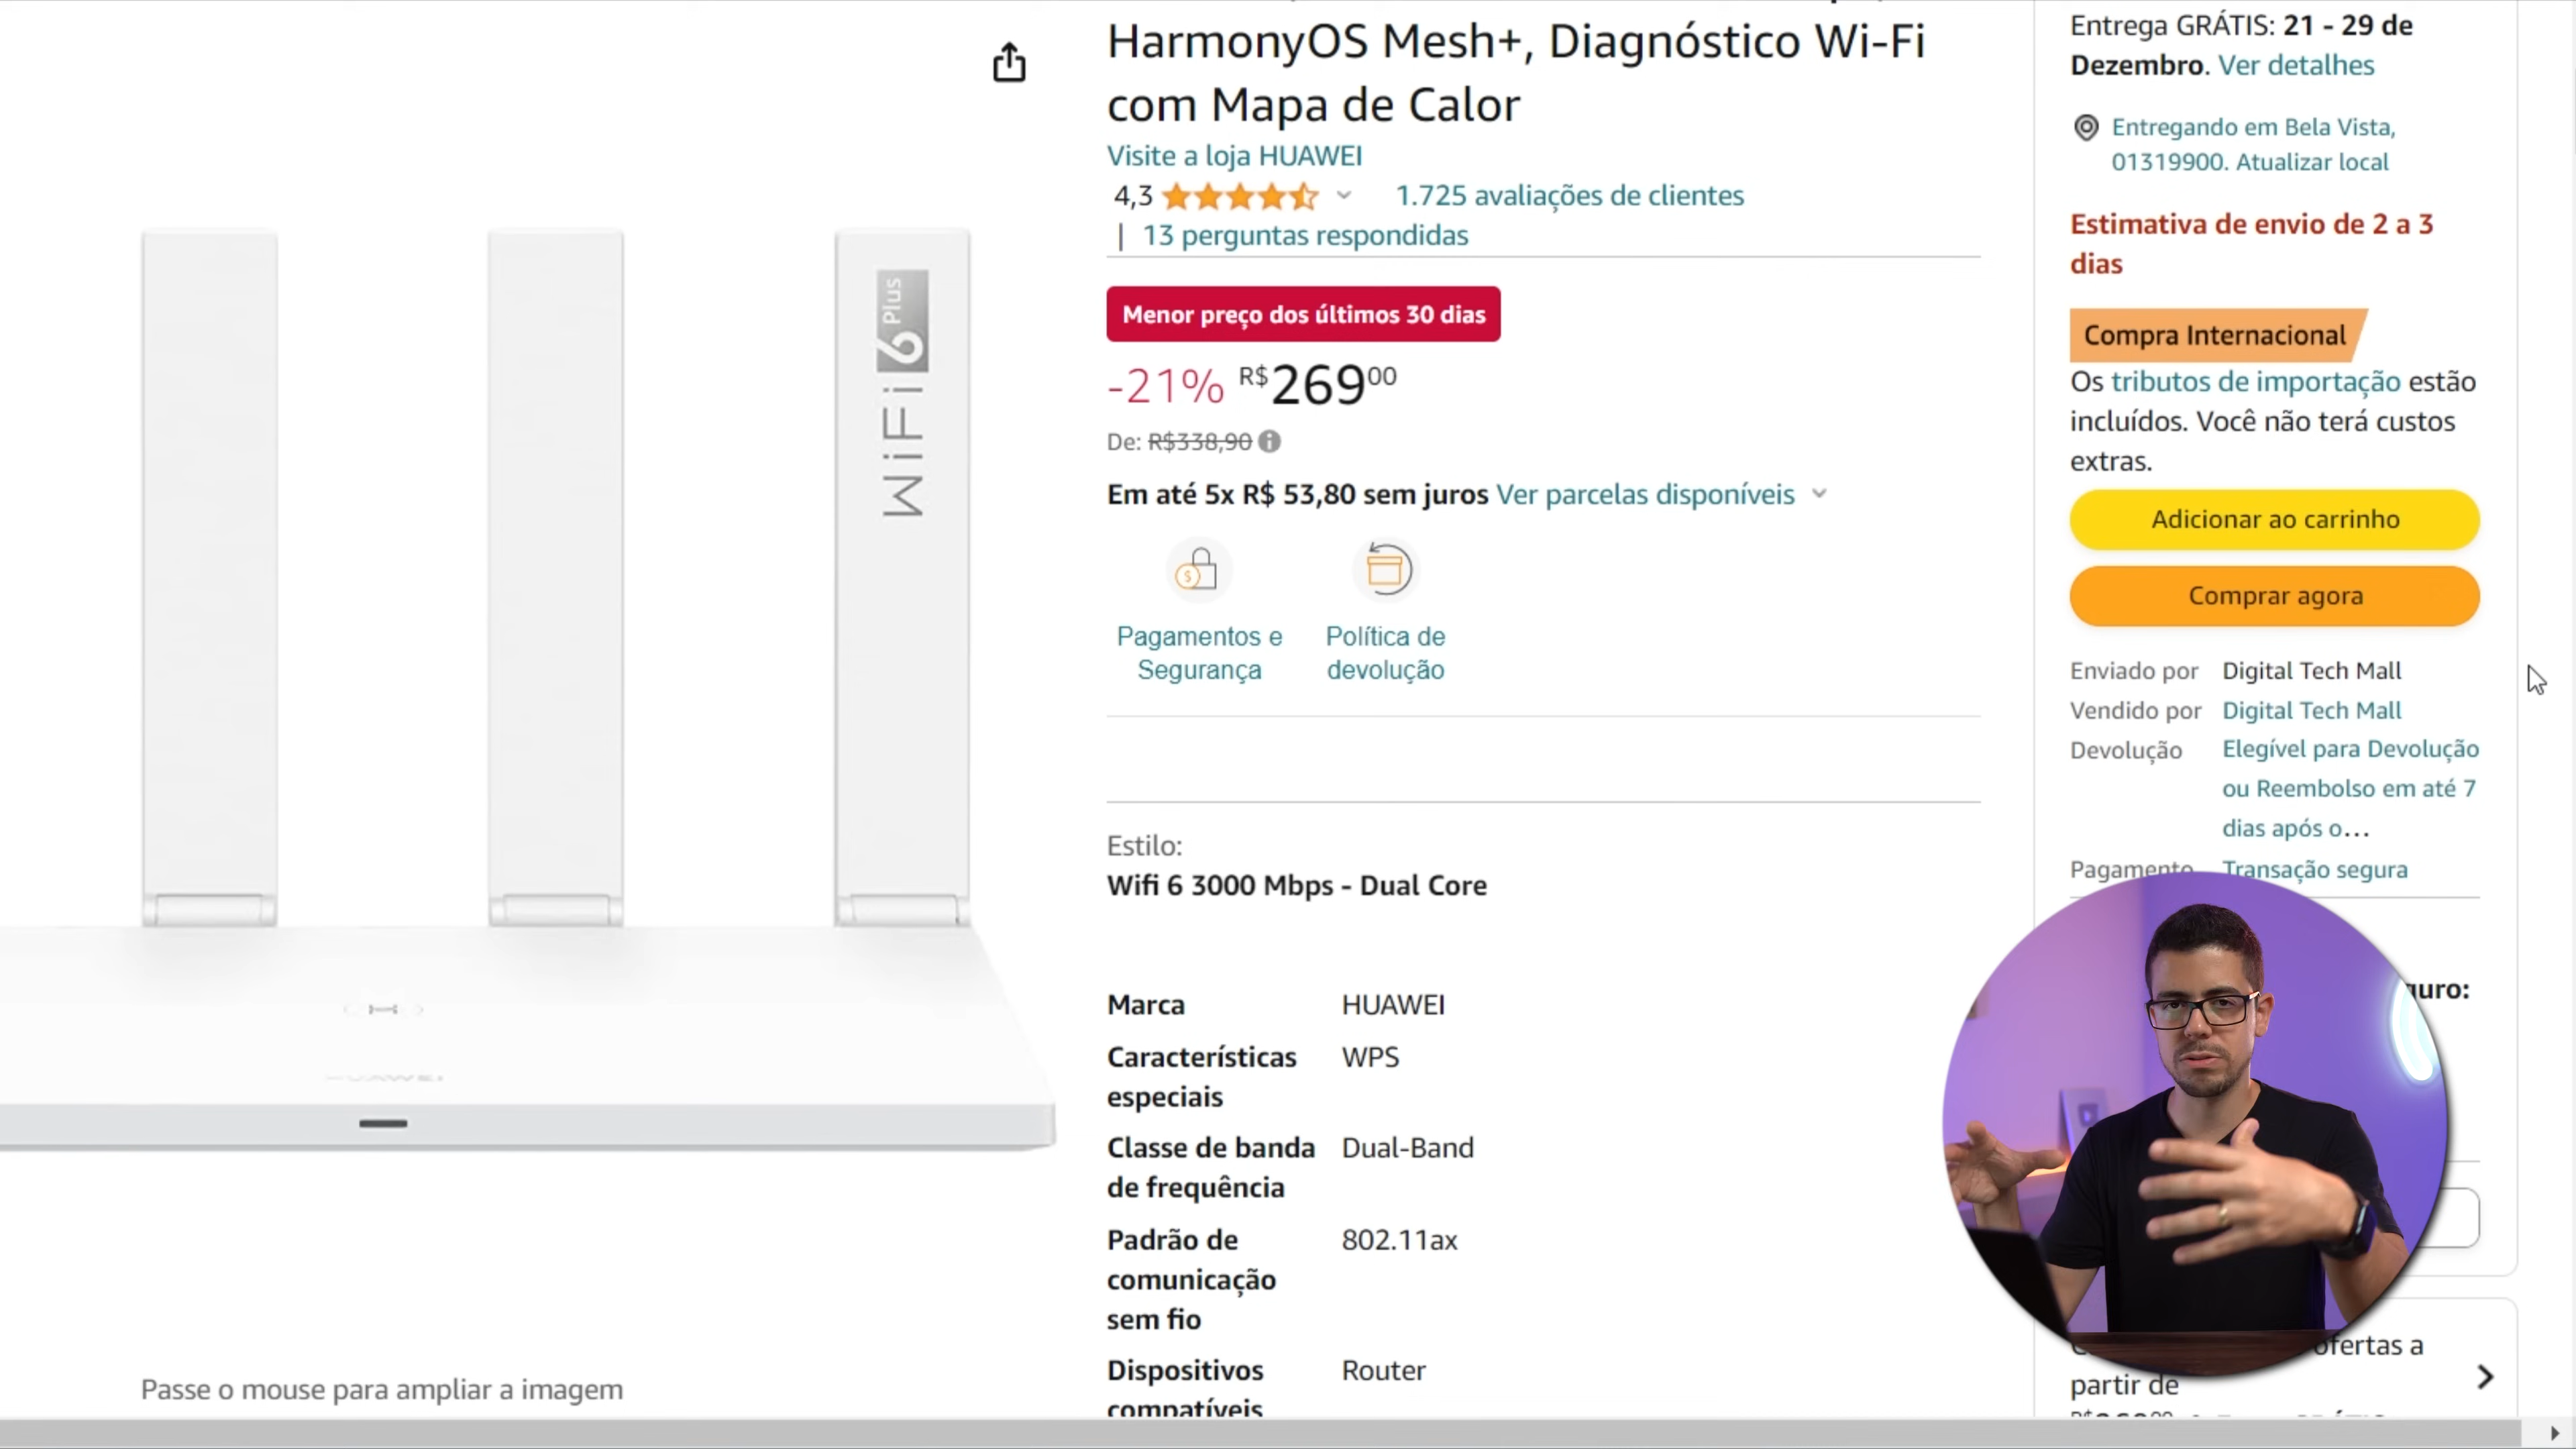 HarmonyOS Mesh+, Diagnóstico Wi-Fi
com Mapa de Calor
Visite a loja HUAWEI
4,3
1.725 avaliações de clientes
| 13 perguntas respondidas
Menor preço dos últimos 30 dias
-21% R$26900
De: R$338,90
Em até 5x R$ 53,80 sem juros Ver parcelas disponíveis
Pagamentos e
Segurança
Política de
devolução
Estilo:
Wifi 6 3000 Mbps - Dual Core
Marca HUAWEI
Características WPS
especiais
Classe de banda Dual-Band
de frequência
Padrão de 802.11ax
comunicação
sem fio
Dispositivos Router
compatíveis
WiFi 6 Plus
HUAWEI
Passe o mouse para ampliar a imagem
Entrega GRÁTIS: 21 - 29 de
Dezembro. Ver detalhes
Entregando em Bela Vista,
01319900. Atualizar local
Estimativa de envio de 2 a 3
dias
Compra Internacional
Os tributos de importação estão
incluídos. Você não terá custos
extras.
Adicionar ao carrinho
Comprar agora
Enviado por Digital Tech Mall
Vendido por Digital Tech Mall
Devolução Elegível para Devolução
ou Reembolso em até 7
dias após o...
Pagamento Transação segura
ofertas a
partir de